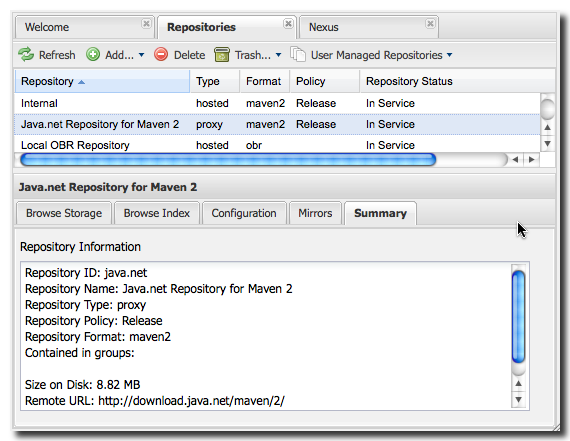 Welcome Repositories Nexus
Refresh Add... Delete Trash... User Managed Repositories
Repository Type Format Policy Repository Status
Internal hosted maven2 Release In Service
Java.net Repository for Maven 2 proxy maven2 Release In Service
Local OBR Repository hosted obr In Service
Java.net Repository for Maven 2
Browse Storage Browse Index Configuration Mirrors Summary
Repository Information
Repository ID: java.net
Repository Name: Java.net Repository for Maven 2
Repository Type: proxy
Repository Policy: Release
Repository Format: maven2
Contained in groups:
Size on Disk: 8.82 MB
Remote URL: http://download.java.net/maven/2/